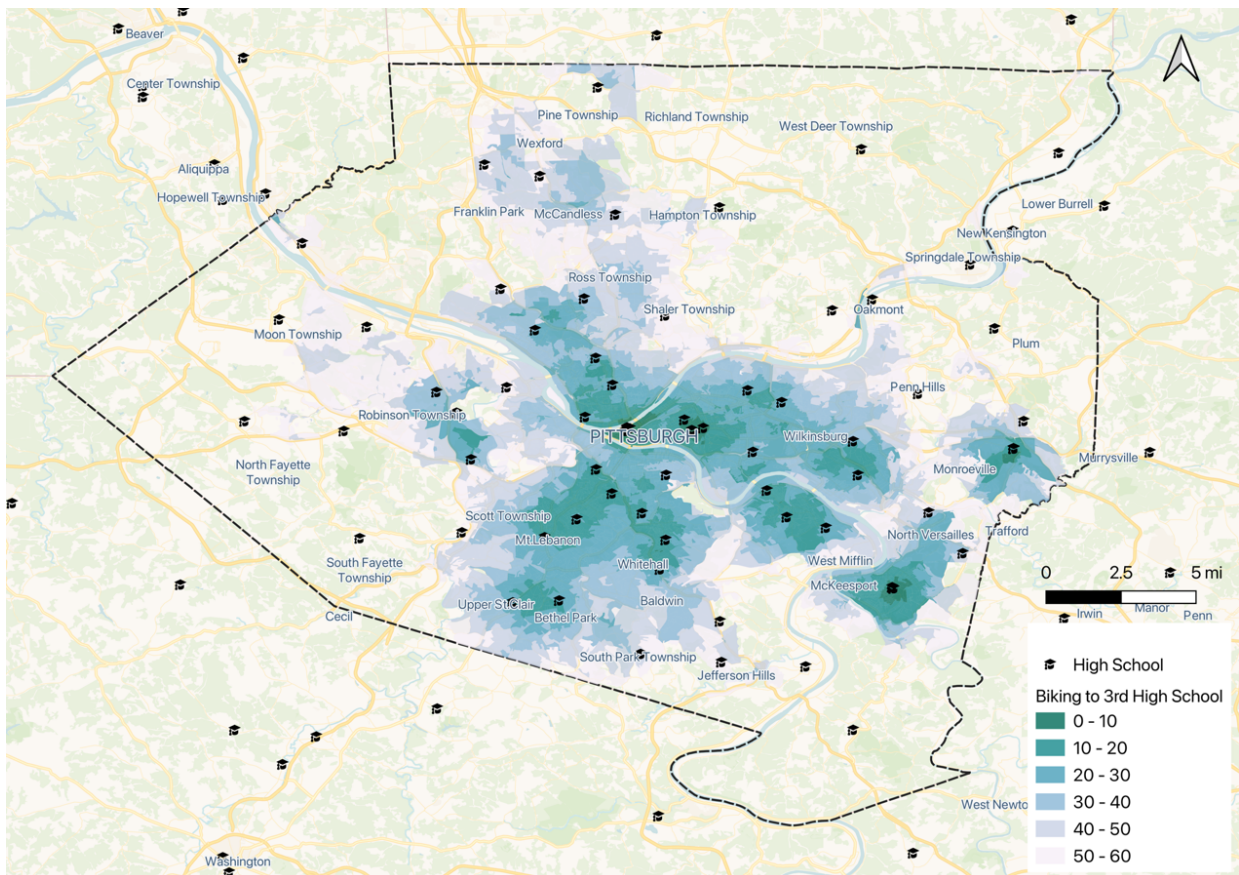 Beaver
Center Township
Pine Township
Richland Township
West Deer Township
Wexford
Aliquippa
Hopewell Township
Franklin Park
McCandless
Hampton Township
Lower Burrell
New Kensington
Springdale Township
Ross Township
Shaler Township
Oakmont
Moon Township
Plum
Penn Hills
Robinson Township
PITTSBURGH
Wilkinsburg
Murrysville
Monroeville
North Fayette
Township
Scott Township
Mt Lebanon
North Versailles
Trafford
South Fayette
Township
Whitehall
West Mifflin
McKeesport
Upper St. Clair
Baldwin
Bethel Park
Cecil
South Park Township
Jefferson Hills
0 2.5 5 mi
Irwin
Manor
Penn
High School
Biking to 3rd High School
0 - 10
10 - 20
20 - 30
30 - 40
40 - 50
50 - 60
West Newto
Washington